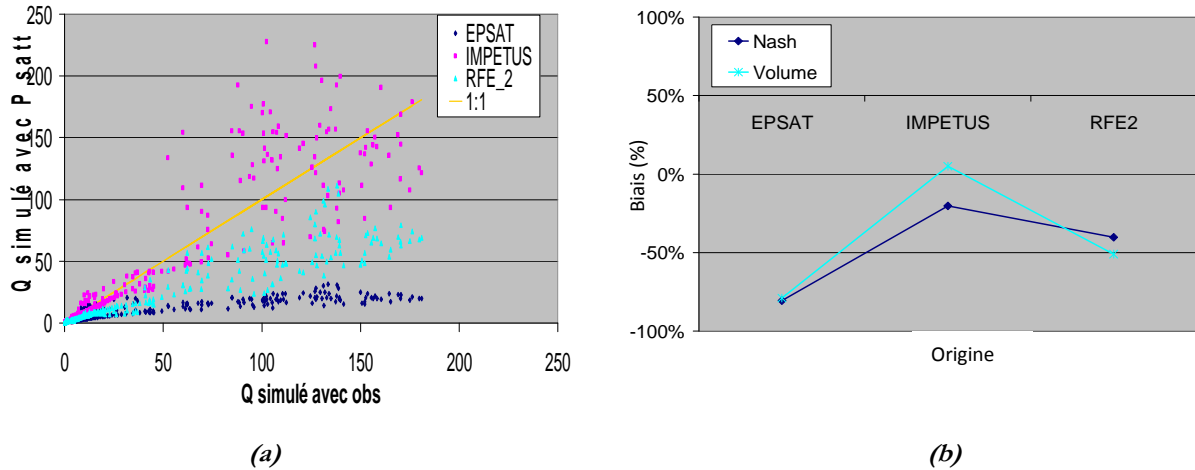 250
200
150
100
50
0
Q simulé avec P satt
EPSAT
IMPETUS
RFE_2
1:1
0 50 100 150 200 250
Q simulé avec obs
(a)
100%
50%
0%
-50%
-100%
Biais (%)
Nash
Volume
EPSAT IMPETUS RFE2
Origine
(b)